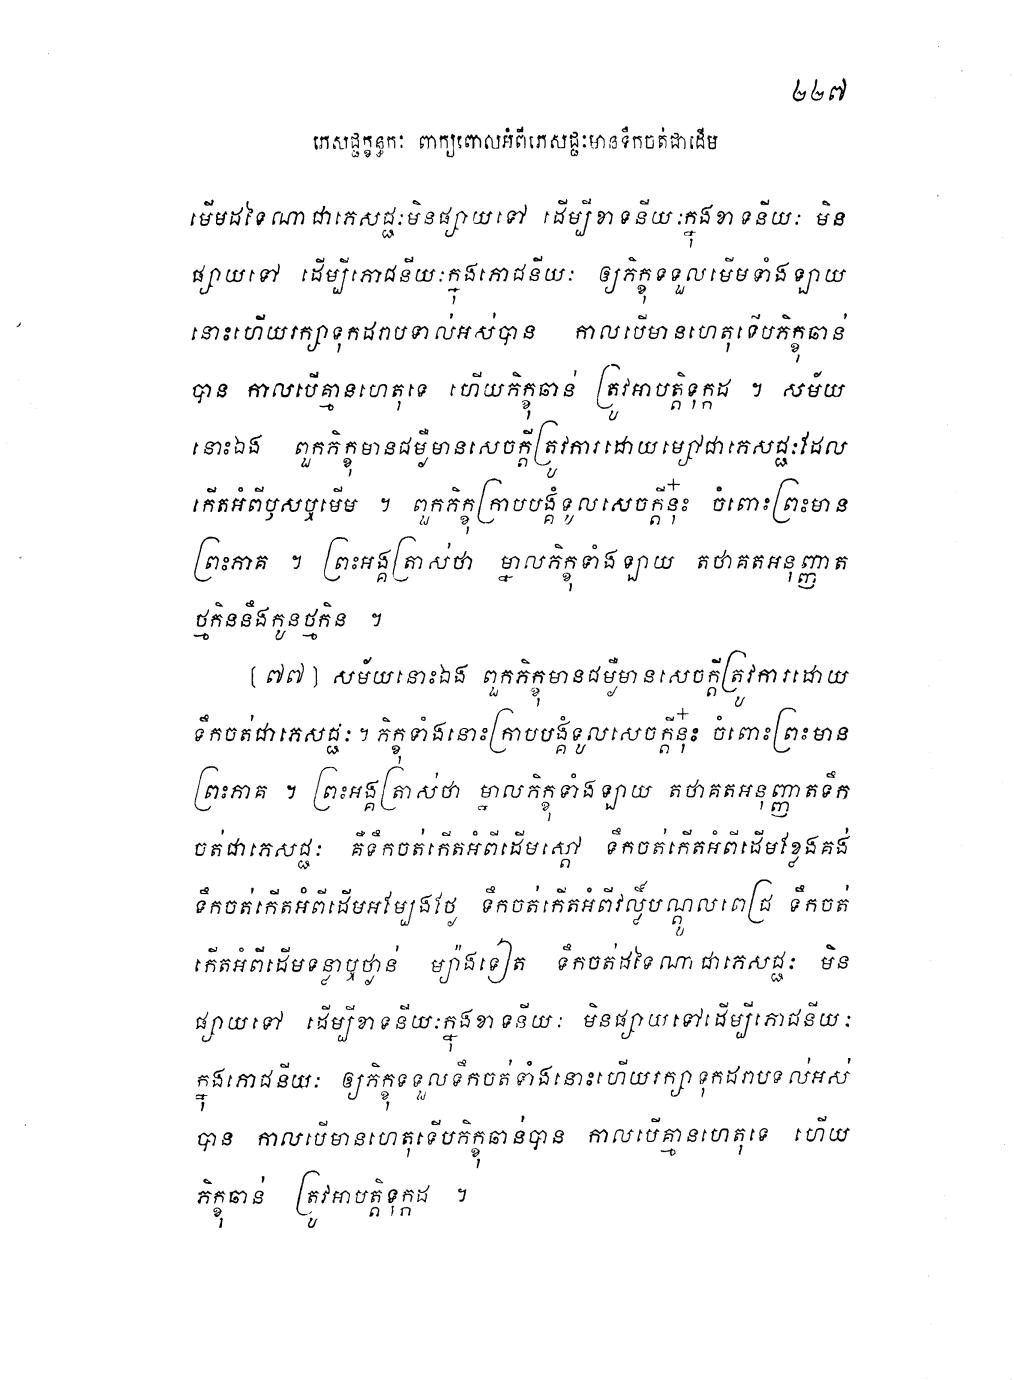 ២២៧
ភេសជ្ជក្ខន្ធកៈ ពាក្យពោលអំពីភេសជ្ជៈមានទឹកចត់ជាដើម
មើមដទៃណាជាភេសជ្ជៈមិនផ្សាយទៅ ដើម្បីខាទនីយៈក្នុងខាទនីយៈ មិន
ផ្សាយទៅ ដើម្បីភោជនីយៈក្នុងភោជនីយៈ ឲ្យភិក្ខុទទួលមើមទាំងឡាយ
នោះហើយរក្សាទុកដរាបទាល់អស់បាន កាលបើមានហេតុទើបភិក្ខុឆាន់
បាន កាលបើគ្មានហេតុទេ ហើយភិក្ខុឆាន់ ត្រូវអាបត្តិទុក្កដ ។ សម័យ
នោះឯង ពួកភិក្ខុមានជម្ងឺមានសេចក្តីត្រូវការដោយម្សៅជាភេសជ្ជៈដែល
កើតអំពីឫសឬមើម ។ ពួកភិក្ខុក្រាបបង្គំទូលសេចក្តីនុ៎ះ ចំពោះព្រះមាន
ព្រះភាគ ។ ព្រះអង្គត្រាស់ថា ម្នាលភិក្ខុទាំងឡាយ តថាគតអនុញ្ញាត
ថ្មកិននឹងកូនថ្មកិន ។
(៧៧) សម័យនោះឯង ពួកភិក្ខុមានជម្ងឺមានសេចក្តីត្រូវការដោយ
ទឹកចត់ជាភេសជ្ជៈ ។ ភិក្ខុទាំងនោះក្រាបបង្គំទូលសេចក្តីនុ៎ះ ចំពោះព្រះមាន
ព្រះភាគ ។ ព្រះអង្គត្រាស់ថា ម្នាលភិក្ខុទាំងឡាយ តថាគតអនុញ្ញាតទឹក
ចត់ជាភេសជ្ជៈ គឺទឹកចត់កើតអំពីដើមស្តៅ ទឹកចត់កើតអំពីដើមខ្លែងគង់
ទឹកចត់កើតអំពីដើមអម្បែងថ្លៃ ទឹកចត់កើតអំពីវល្លិ៍បណ្តូលពេជ្រ ទឹកចត់
កើតអំពីដើមទន្លាឬថ្លាន់ ម្យ៉ាងទៀត ទឹកចត់ដទៃណាជាភេសជ្ជៈ មិន
ផ្សាយទៅ ដើម្បីខាទនីយៈក្នុងខាទនីយៈ មិនផ្សាយទៅដើម្បីភោជនីយៈ
ក្នុងភោជនីយៈ ឲ្យភិក្ខុទទួលទឹកចត់ទាំងនោះហើយរក្សាទុកដរាបទល់អស់
បាន កាលបើមានហេតុទើបភិក្ខុឆាន់បាន កាលបើគ្មានហេតុទេ ហើយ
ភិក្ខុឆាន់ ត្រូវអាបត្តិទុក្កដ ។